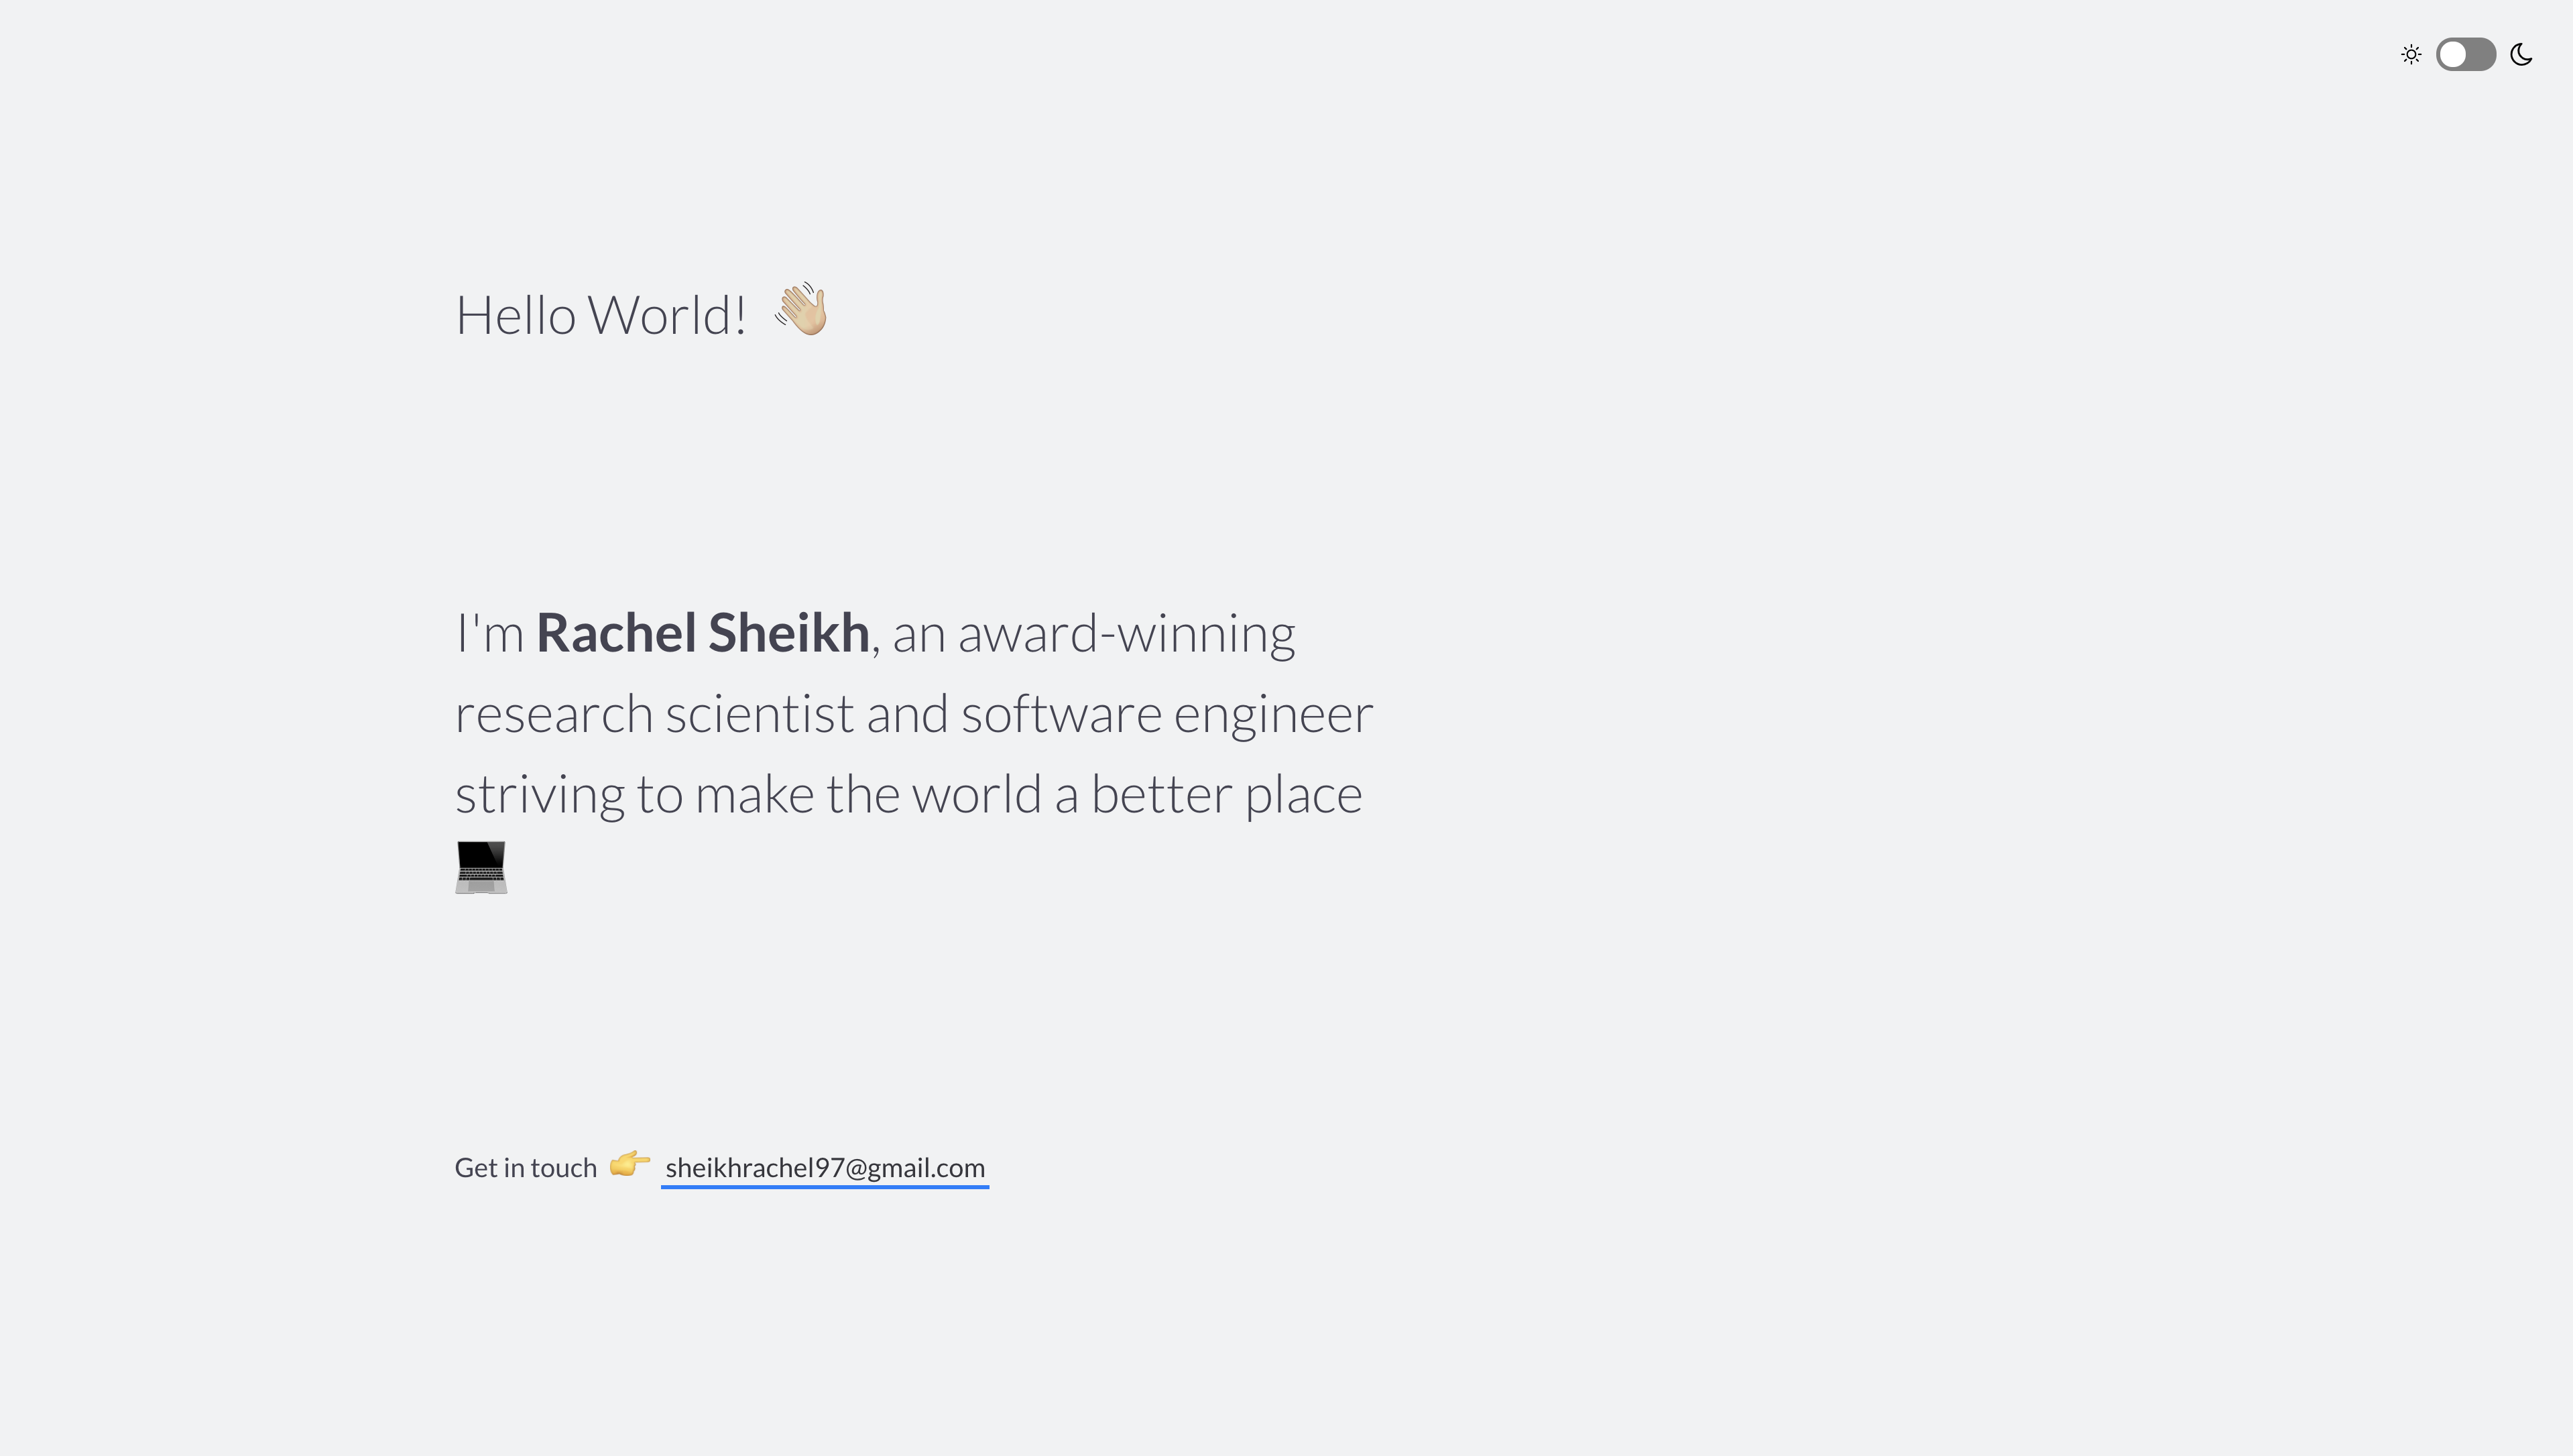 Hello World! 👋🏼
I'm Rachel Sheikh, an award-winning
research scientist and software engineer
striving to make the world a better place
💻
Get in touch 👉 sheikhrachel97@gmail.com